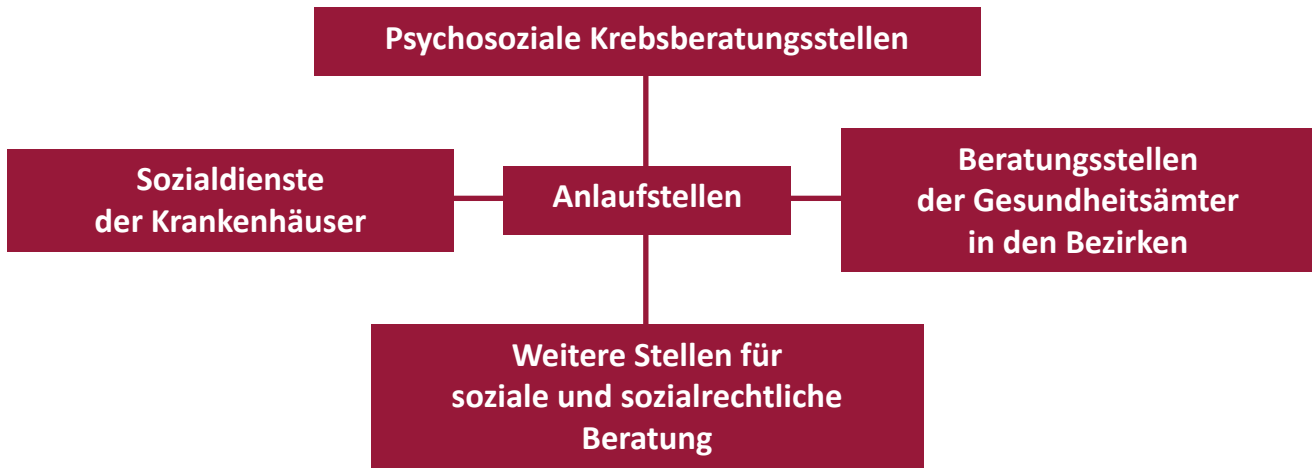 Psychosoziale Krebsberatungsstellen
Sozialdienste
der Krankenhäuser
Anlaufstellen
Beratungsstellen
der Gesundheitsämter
in den Bezirken
Weitere Stellen für
soziale und sozialrechtliche
Beratung